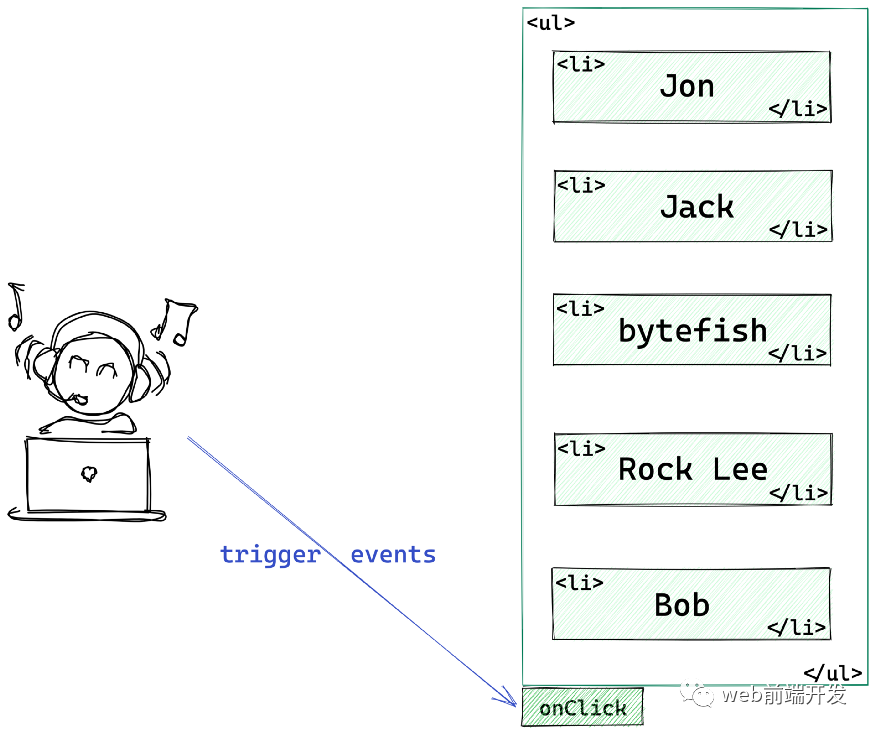 <ul>
<li>
Jon
</li>
<li>
Jack
</li>
<li>
bytefish
</li>
<li>
Rock Lee
</li>
<li>
Bob
</li>
</ul>
trigger events
onClick
web前端开发